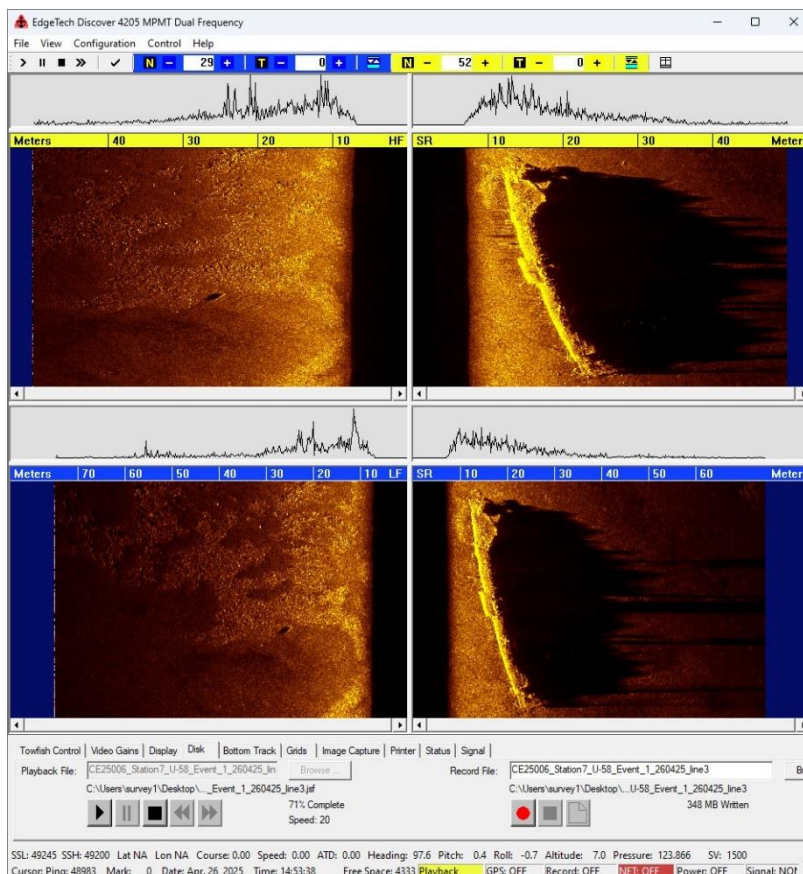 EdgeTech Discover 4205 MPMT Dual Frequency
File View Configuration Control Help
N - 29 + T - 0 + N - 52 + T - 0 +
Meters 40 30 20 10 HF SR 10 20 30 40 Meter
Meters 70 60 50 40 30 20 10 LF SR 10 20 30 40 50 60 Meter
Towfish Control Video Gains Display Disk Bottom Track Grids Image Capture Printer Status Signal
Playback File: CE25006_Station7_U-58_Event_1_260425_lin Browse ... Record File: CE25006_Station7_U-58_Event_1_260425_line3
C:\Users\survey1\Desktop\..._Event_1_260425_line3.jsf C:\Users\survey1\Desktop\...U-58_Event_1_260425_line3
71% Complete 348 MB Written
Speed: 20
SSL: 49245 SSH: 49200 Lat NA Lon NA Course: 0.00 Speed: 0.00 ATD: 0.00 Heading: 97.6 Pitch: 0.4 Roll: -0.7 Altitude: 7.0 Pressure: 123.866 SV: 1500
Cursor: Ping: 48983 Mark: 0 Date: Apr. 26, 2025 Time: 14:53:38 Free Space: 4333 Playback GPS: OFF Record: OFF NET: OFF Power: OFF Signal: